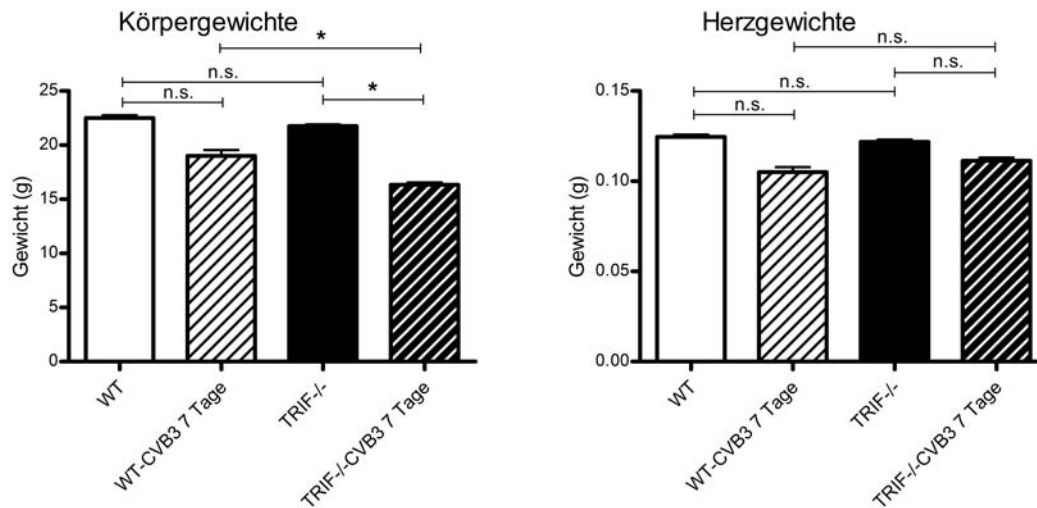 Körpergewichte
*
n.s.
n.s.
*
Gewicht (g)
25
20
15
10
5
0
WT
WT-CVB3 7 Tage
TRIF-/-
TRIF-/-CVB3 7 Tage
Herzgewichte
n.s.
n.s.
n.s.
n.s.
Gewicht (g)
0.15
0.10
0.05
0.00
WT
WT-CVB3 7 Tage
TRIF-/-
TRIF-/-CVB3 7 Tage